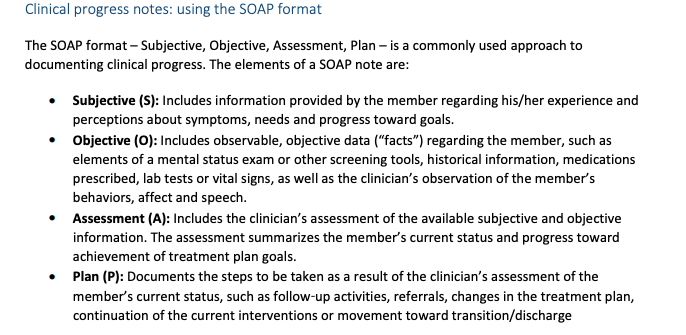 Clinical progress notes: using the SOAP format
The SOAP format – Subjective, Objective, Assessment, Plan – is a commonly used approach to
documenting clinical progress. The elements of a SOAP note are:
• Subjective (S): Includes information provided by the member regarding his/her experience and
perceptions about symptoms, needs and progress toward goals.
• Objective (O): Includes observable, objective data (“facts”) regarding the member, such as
elements of a mental status exam or other screening tools, historical information, medications
prescribed, lab tests or vital signs, as well as the clinician’s observation of the member’s
behaviors, affect and speech.
• Assessment (A): Includes the clinician’s assessment of the available subjective and objective
information. The assessment summarizes the member’s current status and progress toward
achievement of treatment plan goals.
• Plan (P): Documents the steps to be taken as a result of the clinician’s assessment of the
member’s current status, such as follow-up activities, referrals, changes in the treatment plan,
continuation of the current interventions or movement toward transition/discharge